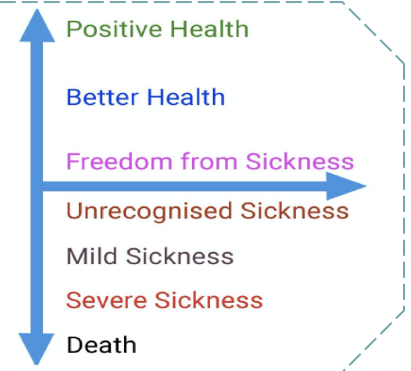 Positive Health
Better Health
Freedom from Sickness
Unrecognised Sickness
Mild Sickness
Severe Sickness
Death